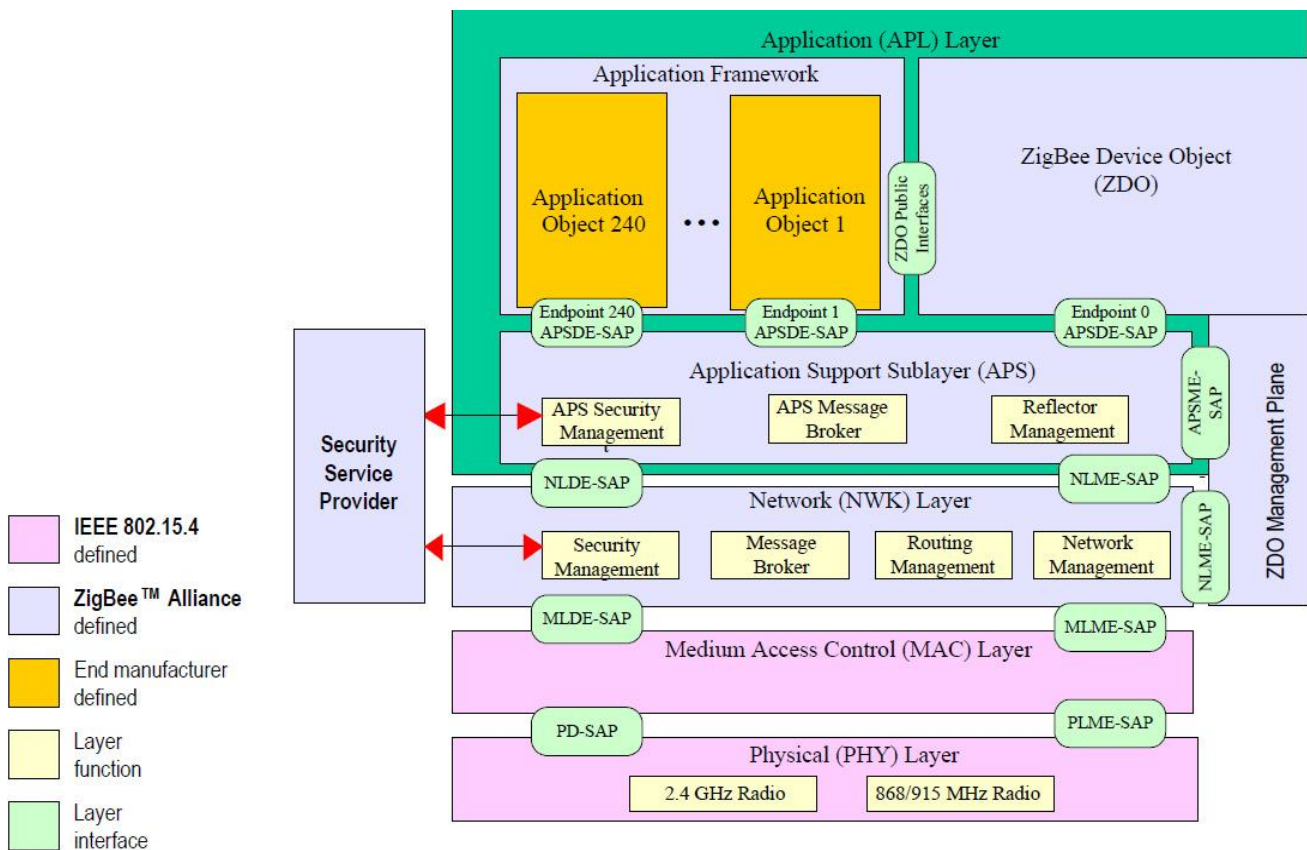 Application (APL) Layer
Application Framework
ZigBee Device Object
(ZDO)
Application
Object 240
...
Application
Object 1
ZDO Public
Interfaces
Endpoint 240
APSDE-SAP
Endpoint 1
APSDE-SAP
Endpoint 0
APSDE-SAP
Application Support Sublayer (APS)
APS Security
Management
APS Message
Broker
Reflector
Management
APSME-
SAP
Security
Service
Provider
NLDE-SAP
NLME-SAP
Network (NWK) Layer
Security
Management
Message
Broker
Routing
Management
Network
Management
NLME-SAP
ZDO Management Plane
MLDE-SAP
MLME-SAP
Medium Access Control (MAC) Layer
PD-SAP
PLME-SAP
Physical (PHY) Layer
2.4 GHz Radio
868/915 MHz Radio
IEEE 802.15.4
defined
ZigBee™ Alliance
defined
End manufacturer
defined
Layer
function
Layer
interface